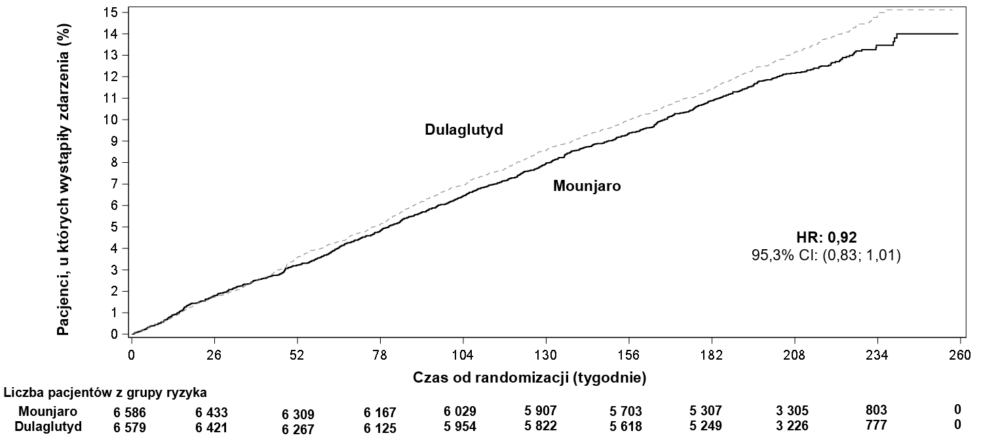 Pacjenci, u których wystąpiły zdarzenia (%)
15
14
13
12
11
10
9
8
7
6
5
4
3
2
1
0
Dulaglutyd
Mounjaro
HR: 0,92
95,3% CI: (0,83; 1,01)
0 26 52 78 104 130 156 182 208 234 260
Czas od randomizacji (tygodnie)
Liczba pacjentów z grupy ryzyka
Mounjaro 6 586 6 433 6 309 6 167 6 029 5 907 5 703 5 307 3 305 803 0
Dulaglutyd 6 579 6 421 6 267 6 125 5 954 5 822 5 618 5 249 3 226 777 0